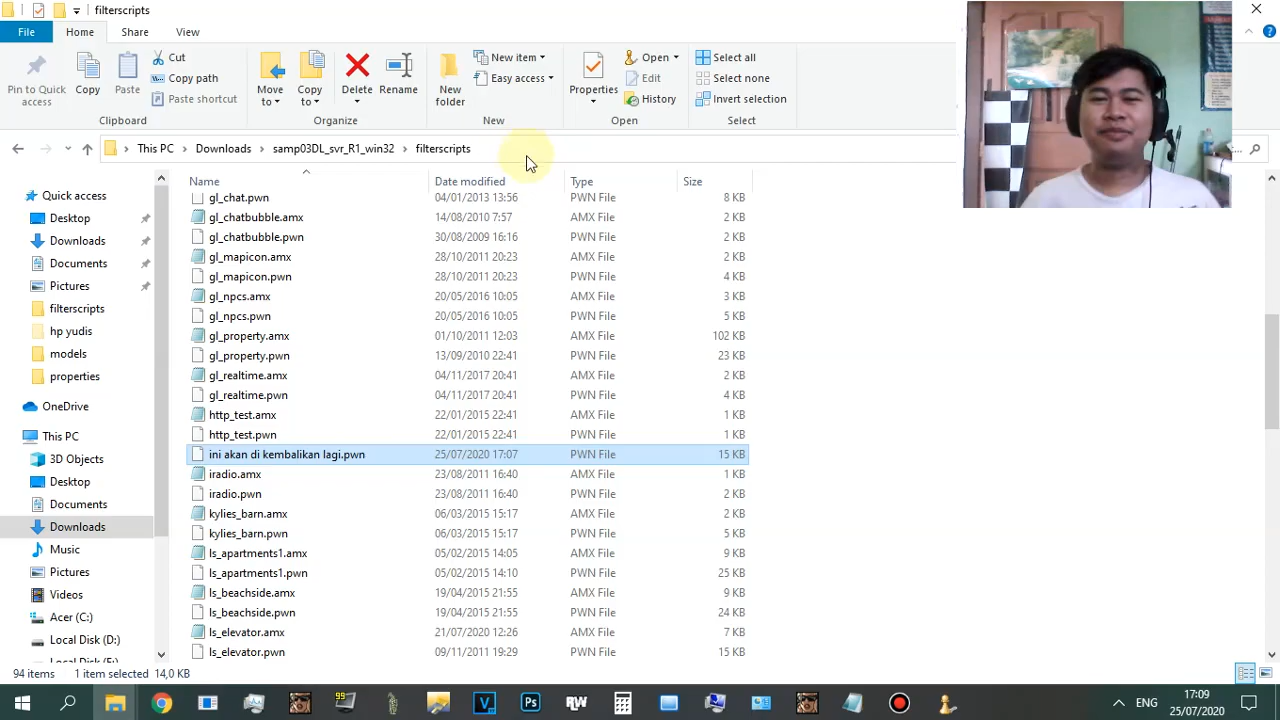 filterscripts
File
Home
Share
View
Pin to Quick access
Copy
Paste
Cut
Copy path
Paste shortcut
Clipboard
Move to
Copy to
Delete
Rename
Organize
New folder
New item
Easy access
New
Properties
Open
Edit
History
Open
Select all
Select none
Invert selection
Select
This PC > Downloads > samp03DL_svr_R1_win32 > filterscripts
Name Date modified Type Size
gl_chat.pwn 04/01/2013 13:56 PWN File 8 KB
gl_chatbubble.amx 14/08/2010 7:57 AMX File 2 KB
gl_chatbubble.pwn 30/08/2009 16:16 PWN File 2 KB
gl_mapicon.amx 28/10/2011 20:23 AMX File 2 KB
gl_mapicon.pwn 28/10/2011 20:23 PWN File 4 KB
gl_npcs.amx 20/05/2016 10:05 AMX File 3 KB
gl_npcs.pwn 20/05/2016 10:05 PWN File 5 KB
gl_property.amx 01/10/2011 12:03 AMX File 102 KB
gl_property.pwn 13/09/2010 22:41 PWN File 23 KB
gl_realtime.amx 04/11/2017 20:41 AMX File 2 KB
gl_realtime.pwn 04/11/2017 20:41 PWN File 4 KB
http_test.amx 22/01/2015 22:41 AMX File 1 KB
http_test.pwn 22/01/2015 22:41 PWN File 1 KB
ini akan di kembalikan lagi.pwn 25/07/2020 17:07 PWN File 15 KB
iradio.amx 23/08/2011 16:40 AMX File 1 KB
iradio.pwn 23/08/2011 16:40 PWN File 2 KB
kylies_barn.amx 06/03/2015 15:17 AMX File 2 KB
kylies_barn.pwn 06/03/2015 15:17 PWN File 5 KB
ls_apartments1.amx 05/02/2015 14:05 AMX File 9 KB
ls_apartments1.pwn 05/02/2015 14:10 PWN File 25 KB
ls_beachside.amx 19/04/2015 21:55 AMX File 9 KB
ls_beachside.pwn 19/04/2015 21:55 PWN File 24 KB
ls_elevator.amx 21/07/2020 12:26 AMX File 7 KB
ls_elevator.pwn 09/11/2011 19:29 PWN File 15 KB
Quick access
Desktop
Downloads
Documents
Pictures
filterscripts
hp yudis
models
properties
OneDrive
This PC
3D Objects
Desktop
Documents
Downloads
Music
Pictures
Videos
Acer (C:)
Local Disk (D:)
94 items 1 item selected 14,0 KB
99
V
Ps
RW
ENG
17:09
25/07/2020